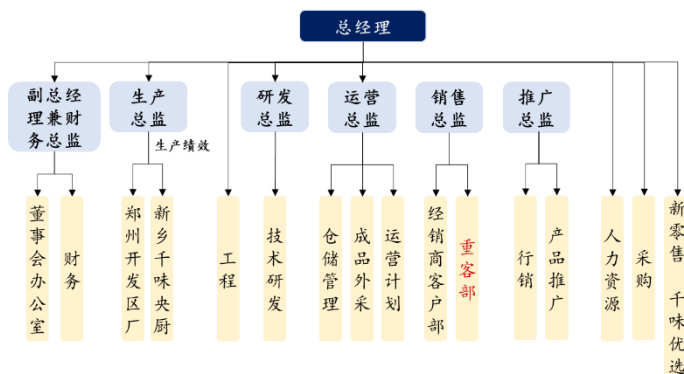 总经理
副总经
理兼财
务总监
生产
总监
研发
总监
运营
总监
销售
总监
推广
总监
生产绩效
董事会办公室
财务
郑州开发区厂
新乡千味央厨
工程
技术研发
仓储管理
成品外采
运营计划
经销商客户部
重客部
行销
产品推广
人力资源
采购
新零售 千味优选